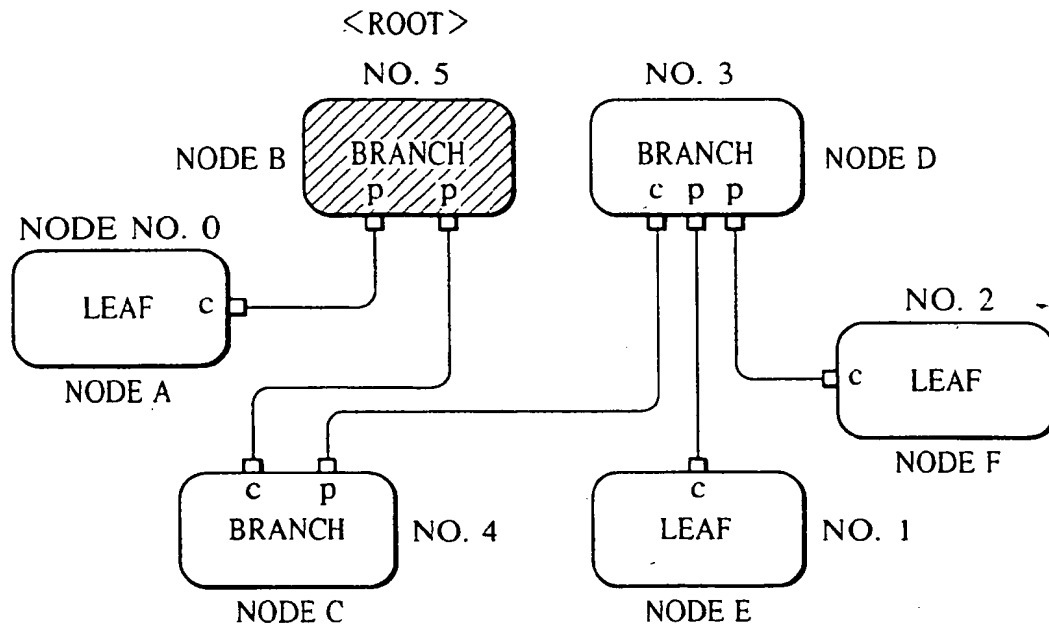 <ROOT>
NO. 5
NO. 3
NODE B
BRANCH
BRANCH
NODE D
p p
c p p
NODE NO. 0
LEAF c
NO. 2
c LEAF
NODE A
NODE F
c p
c
BRANCH
NO. 4
LEAF
NO. 1
NODE C
NODE E